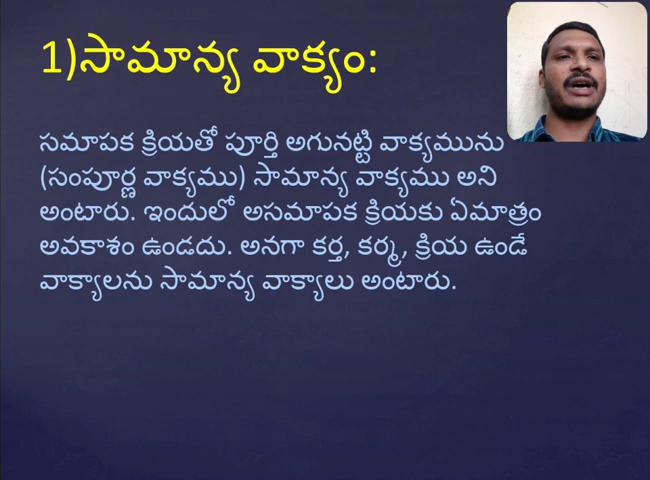 1)సామాన్య వాక్యం:
సమాపక క్రియతో పూర్తి అగునట్టి వాక్యమును
(సంపూర్ణ వాక్యము) సామాన్య వాక్యము అని
అంటారు. ఇందులో అసమాపక క్రియకు ఏమాత్రం
అవకాశం ఉండదు. అనగా కర్త, కర్మ, క్రియ ఉండే
వాక్యాలను సామాన్య వాక్యాలు అంటారు.